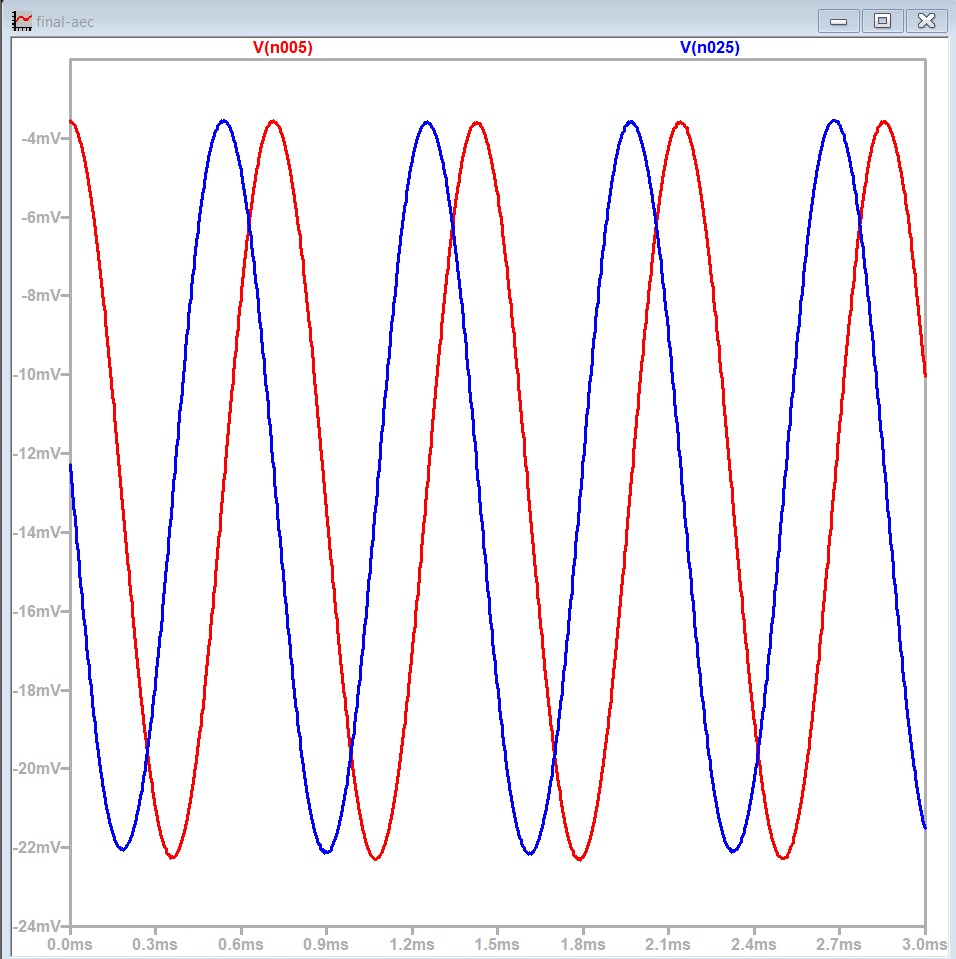 final-aec
V(n005) V(n025)
-4mV
-6mV
-8mV
-10mV
-12mV
-14mV
-16mV
-18mV
-20mV
-22mV
-24mV
0.0ms 0.3ms 0.6ms 0.9ms 1.2ms 1.5ms 1.8ms 2.1ms 2.4ms 2.7ms 3.0ms